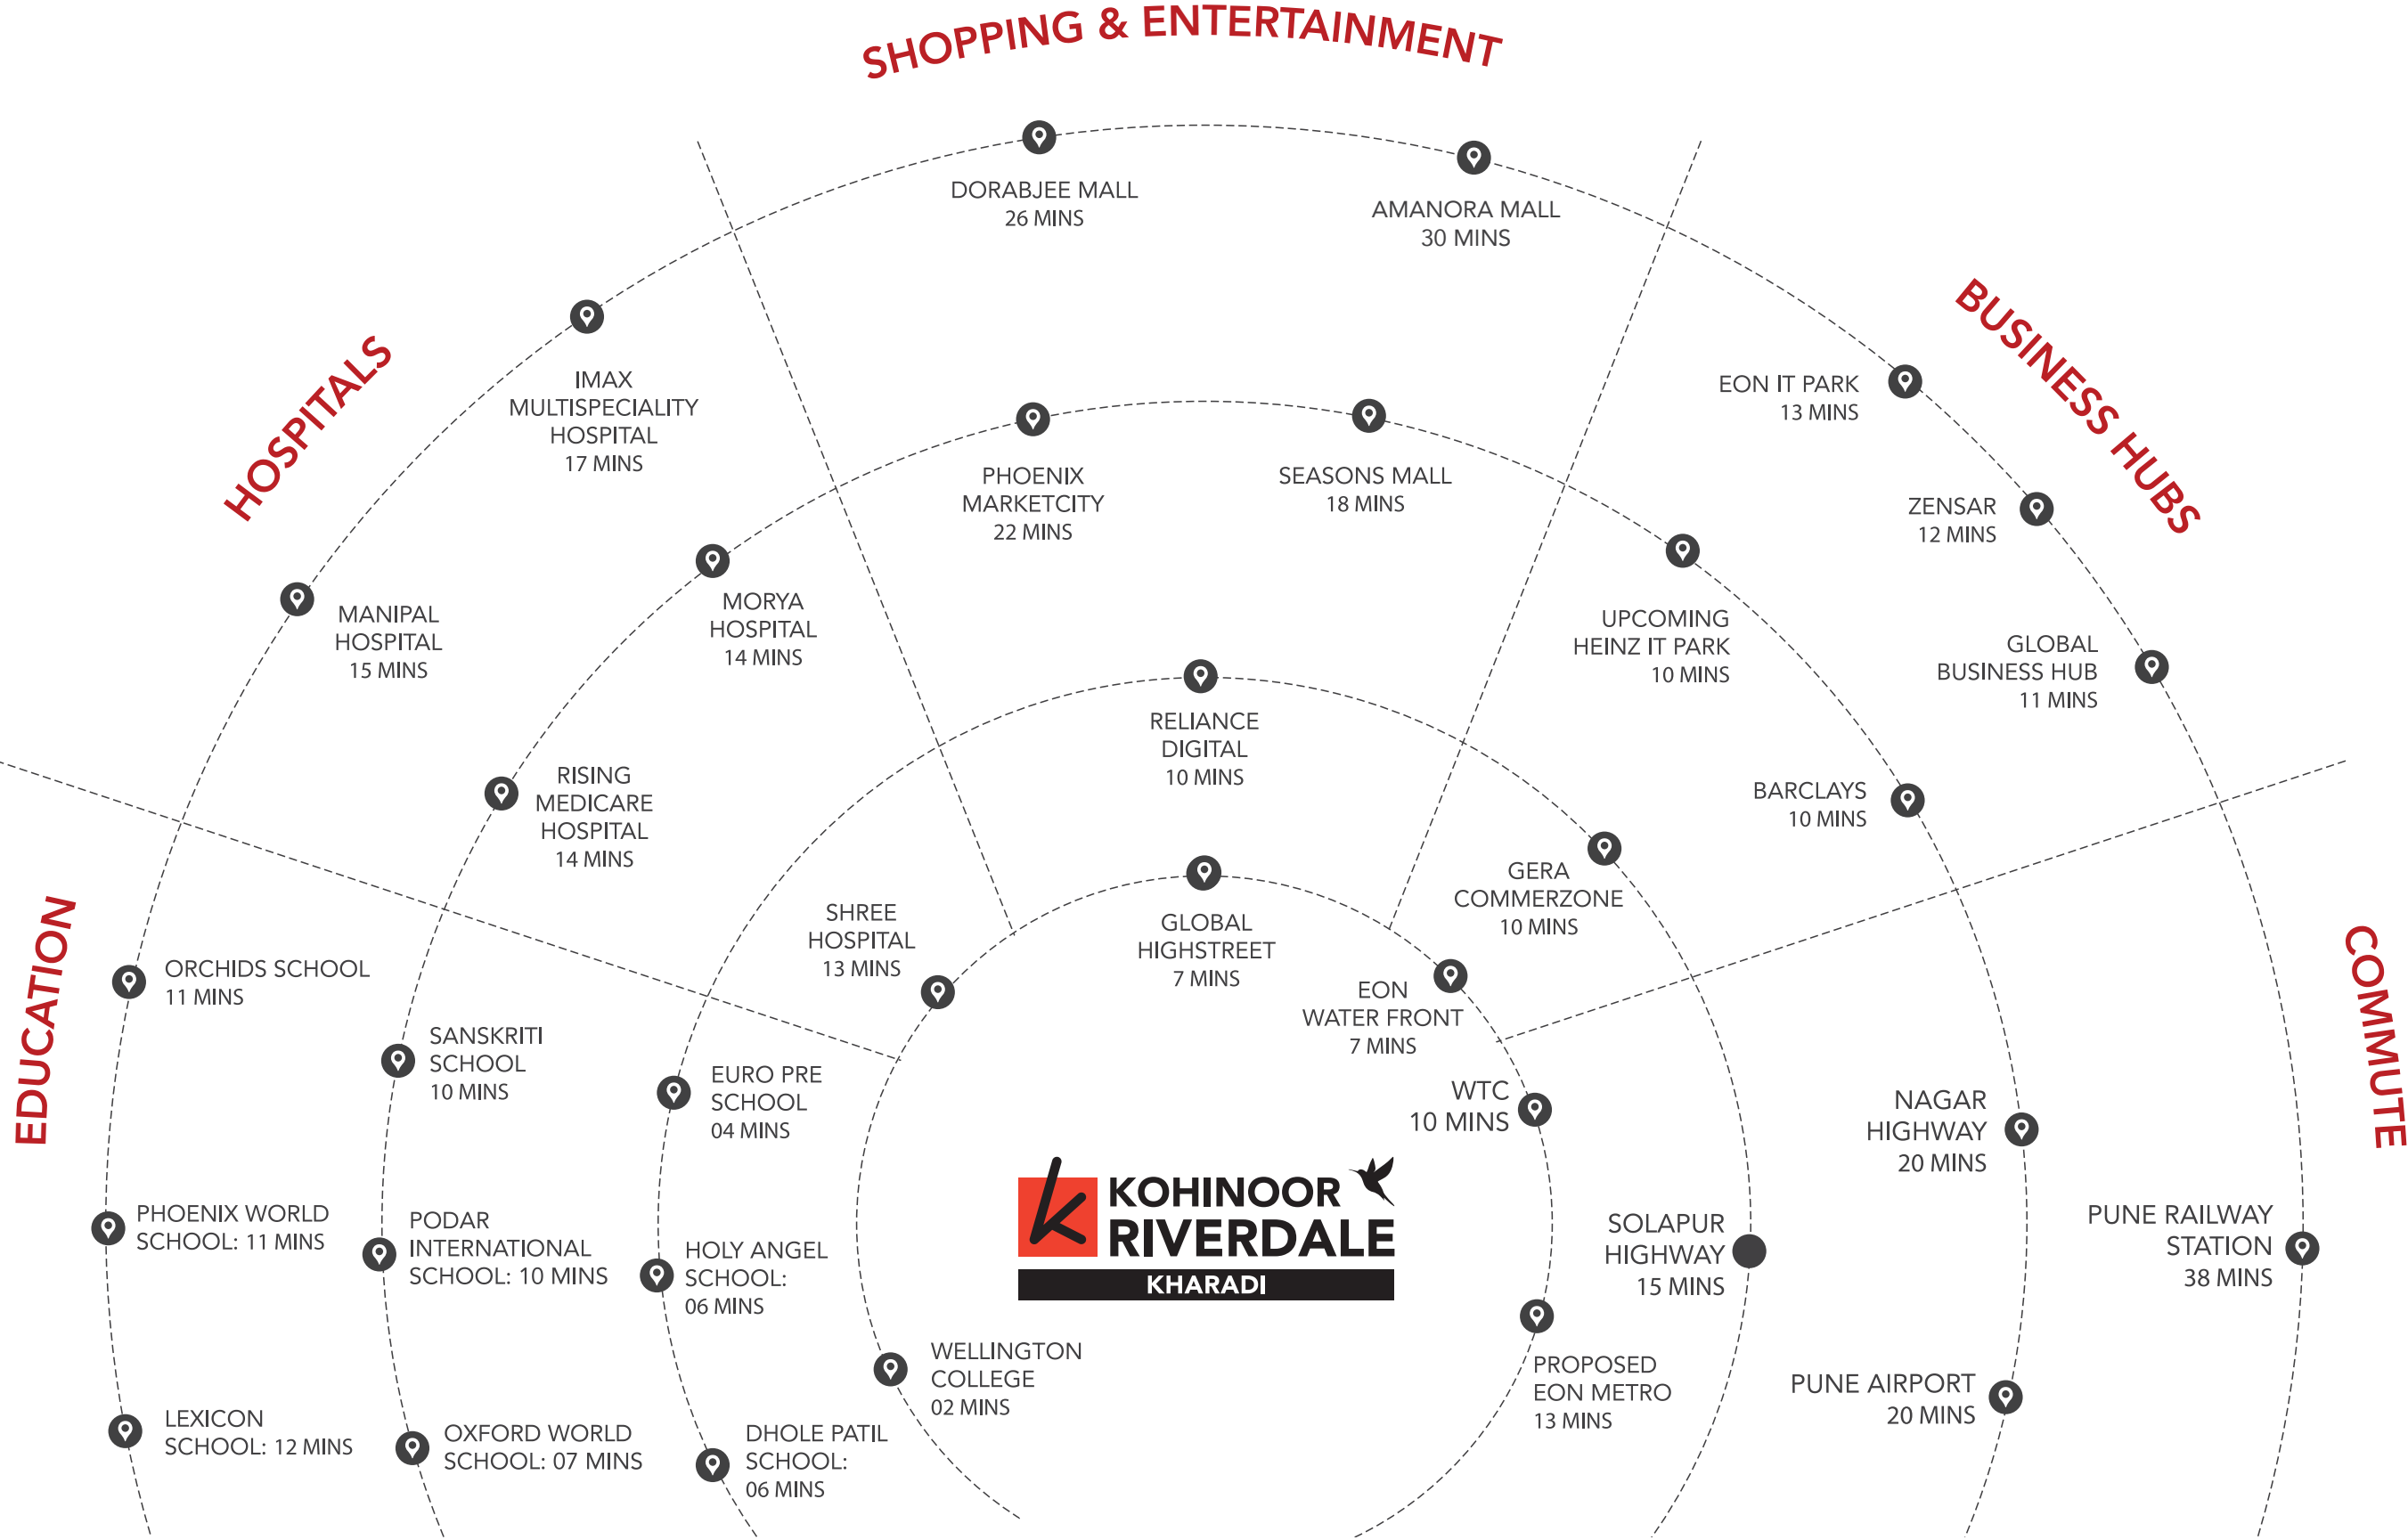 SHOPPING & ENTERTAINMENT
DORABJEE MALL
26 MINS
AMANORA MALL
30 MINS
PHOENIX
MARKETCITY
22 MINS
SEASONS MALL
18 MINS
RELIANCE
DIGITAL
10 MINS
GLOBAL
HIGHSTREET
7 MINS
HOSPITALS
IMAX
MULTISPECIALITY
HOSPITAL
17 MINS
MANIPAL
HOSPITAL
15 MINS
MORYA
HOSPITAL
14 MINS
RISING
MEDICARE
HOSPITAL
14 MINS
SHREE
HOSPITAL
13 MINS
BUSINESS HUBS
EON IT PARK
13 MINS
ZENSAR
12 MINS
GLOBAL
BUSINESS HUB
11 MINS
UPCOMING
HEINZ IT PARK
10 MINS
BARCLAYS
10 MINS
GERA
COMMERZONE
10 MINS
EON
WATER FRONT
7 MINS
EDUCATION
ORCHIDS SCHOOL
11 MINS
SANSKRITI
SCHOOL
10 MINS
EURO PRE
SCHOOL
04 MINS
PHOENIX WORLD
SCHOOL: 11 MINS
PODAR
INTERNATIONAL
SCHOOL: 10 MINS
HOLY ANGEL
SCHOOL:
06 MINS
WELLINGTON
COLLEGE
02 MINS
LEXICON
SCHOOL: 12 MINS
OXFORD WORLD
SCHOOL: 07 MINS
DHOLE PATIL
SCHOOL:
06 MINS
KOHINOOR
RIVERDALE
KHARADI
COMMUTE
WTC
10 MINS
NAGAR
HIGHWAY
20 MINS
SOLAPUR
HIGHWAY
15 MINS
PUNE RAILWAY
STATION
38 MINS
PROPOSED
EON METRO
13 MINS
PUNE AIRPORT
20 MINS